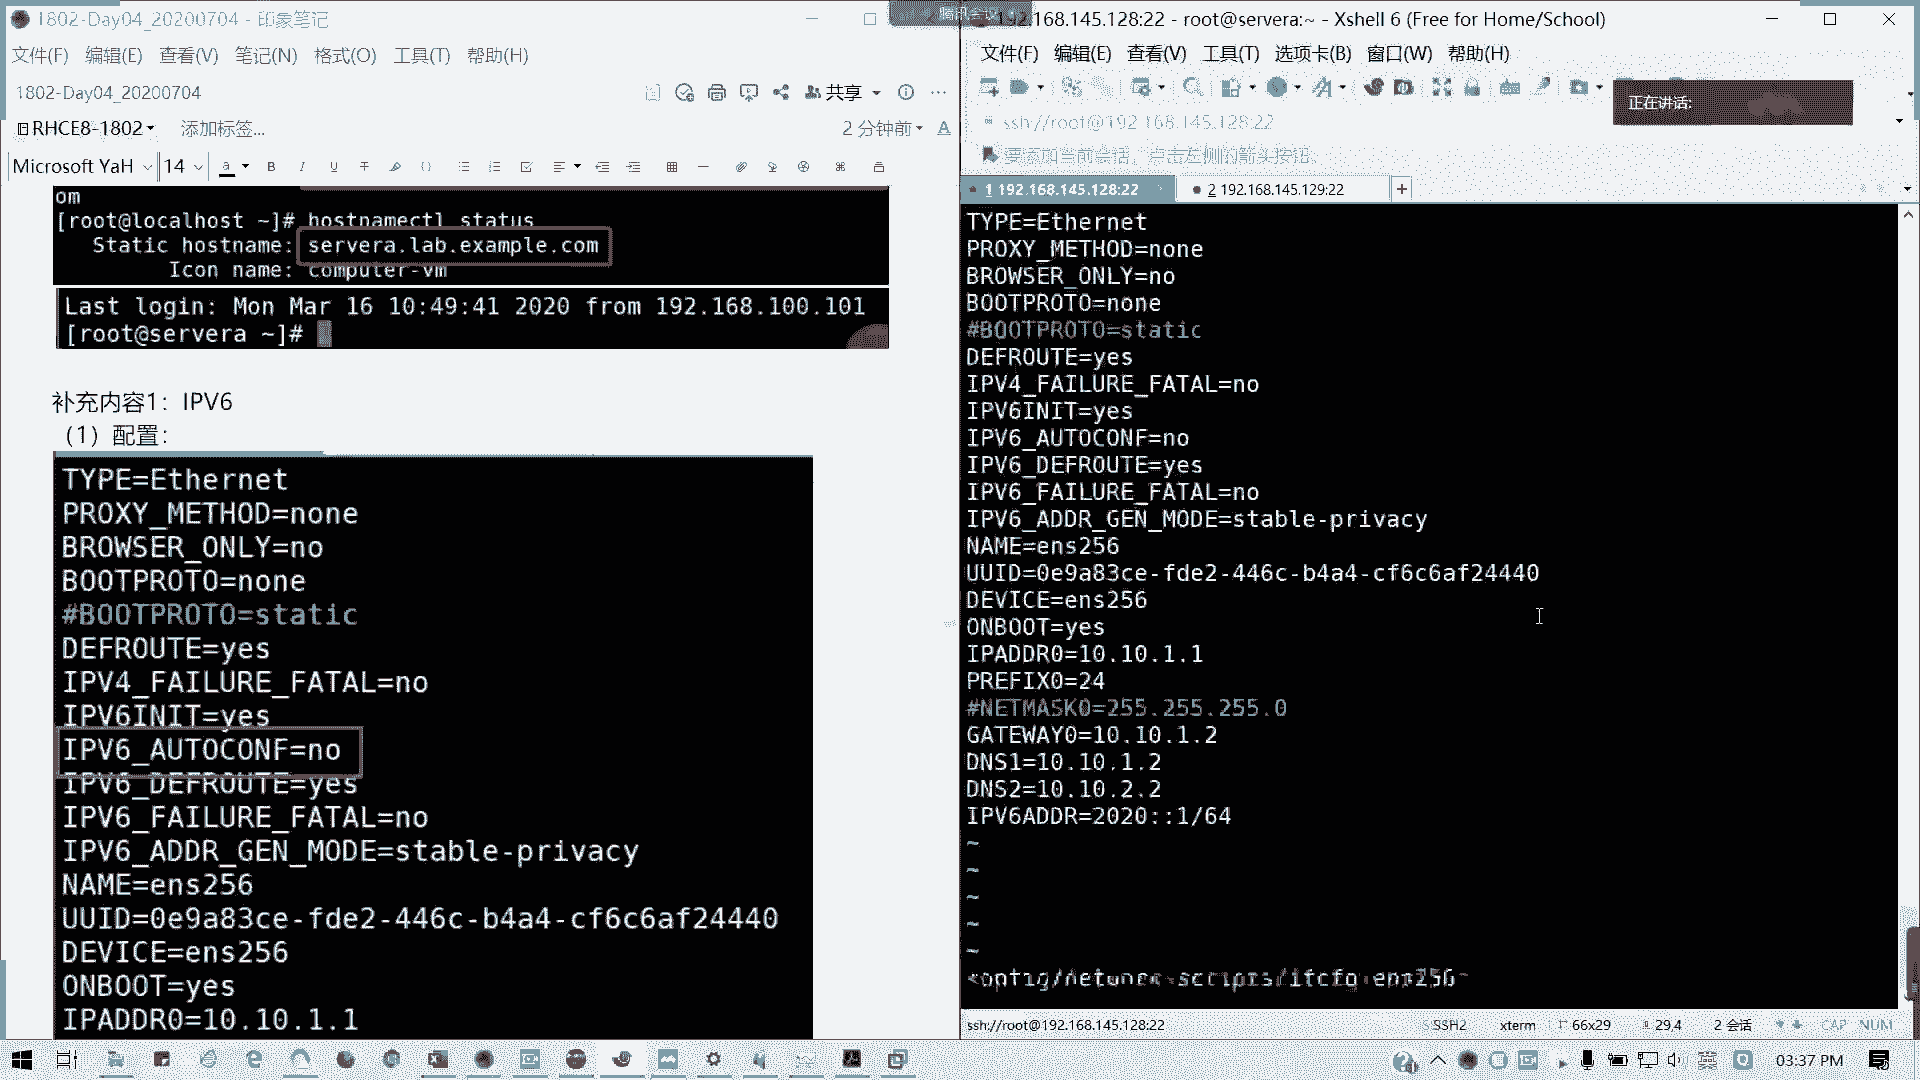 1802-Day04_20200704 - 印象笔记
文件(F) 编辑(E) 查看(V) 笔记(N) 格式(O) 工具(T) 帮助(H)
1802-Day04_20200704
共享
RHCE8-1802
添加标签...
2 分钟前
Microsoft YaH
14
om
[root@localhost ~]# hostnamectl status
Static hostname: servera.lab.example.com
Icon name: computer-vm
Last login: Mon Mar 16 10:49:41 2020 from 192.168.100.101
[root@servera ~]#
补充内容1：IPV6
（1）配置：
TYPE=Ethernet
PROXY_METHOD=none
BROWSER_ONLY=no
BOOTPROTO=none
#BOOTPROTO=static
DEFROUTE=yes
IPV4_FAILURE_FATAL=no
IPV6INIT=yes
IPV6_AUTOCONF=no
IPV6_DEFROUTE=yes
IPV6_FAILURE_FATAL=no
IPV6_ADDR_GEN_MODE=stable-privacy
NAME=ens256
UUID=0e9a83ce-fde2-446c-b4a4-cf6c6af24440
DEVICE=ens256
ONBOOT=yes
IPADDR0=10.10.1.1
腾讯会议
192.168.145.128:22 - root@servera:~ - Xshell 6 (Free for Home/School)
文件(F) 编辑(E) 查看(V) 工具(T) 选项卡(B) 窗口(W) 帮助(H)
正在讲话:
ssh://root@192.168.145.128:22
要添加当前会话，点击左侧的箭头按钮。
1 192.168.145.128:22
2 192.168.145.129:22
TYPE=Ethernet
PROXY_METHOD=none
BROWSER_ONLY=no
BOOTPROTO=none
#BOOTPROTO=static
DEFROUTE=yes
IPV4_FAILURE_FATAL=no
IPV6INIT=yes
IPV6_AUTOCONF=no
IPV6_DEFROUTE=yes
IPV6_FAILURE_FATAL=no
IPV6_ADDR_GEN_MODE=stable-privacy
NAME=ens256
UUID=0e9a83ce-fde2-446c-b4a4-cf6c6af24440
DEVICE=ens256
ONBOOT=yes
IPADDR0=10.10.1.1
PREFIX0=24
#NETMASK0=255.255.255.0
GATEWAY0=10.10.1.2
DNS1=10.10.1.2
DNS2=10.10.2.2
IPV6ADDR=2020::1/64
~
~
~
~
~
ssh://root@192.168.145.128:22
SSH2
xterm
66x29
29,4
2 会话
CAP NUM
英
03:37 PM